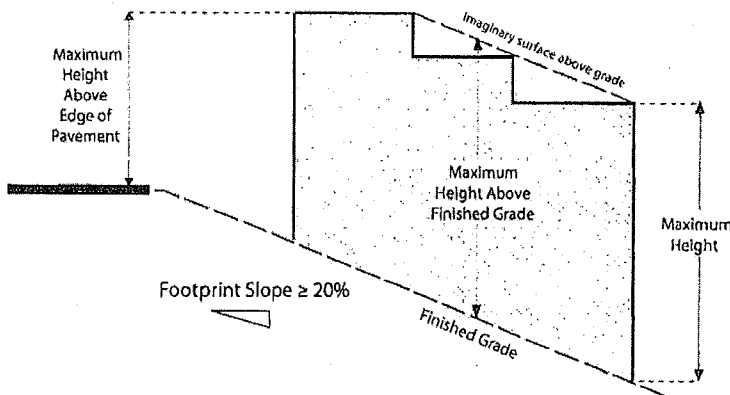 Maximum
Height
Above
Edge of
Pavement
Imaginary surface above grade
Maximum
Height Above
Finished Grade
Maximum
Height
Footprint Slope ≥ 20%
Finished Grade